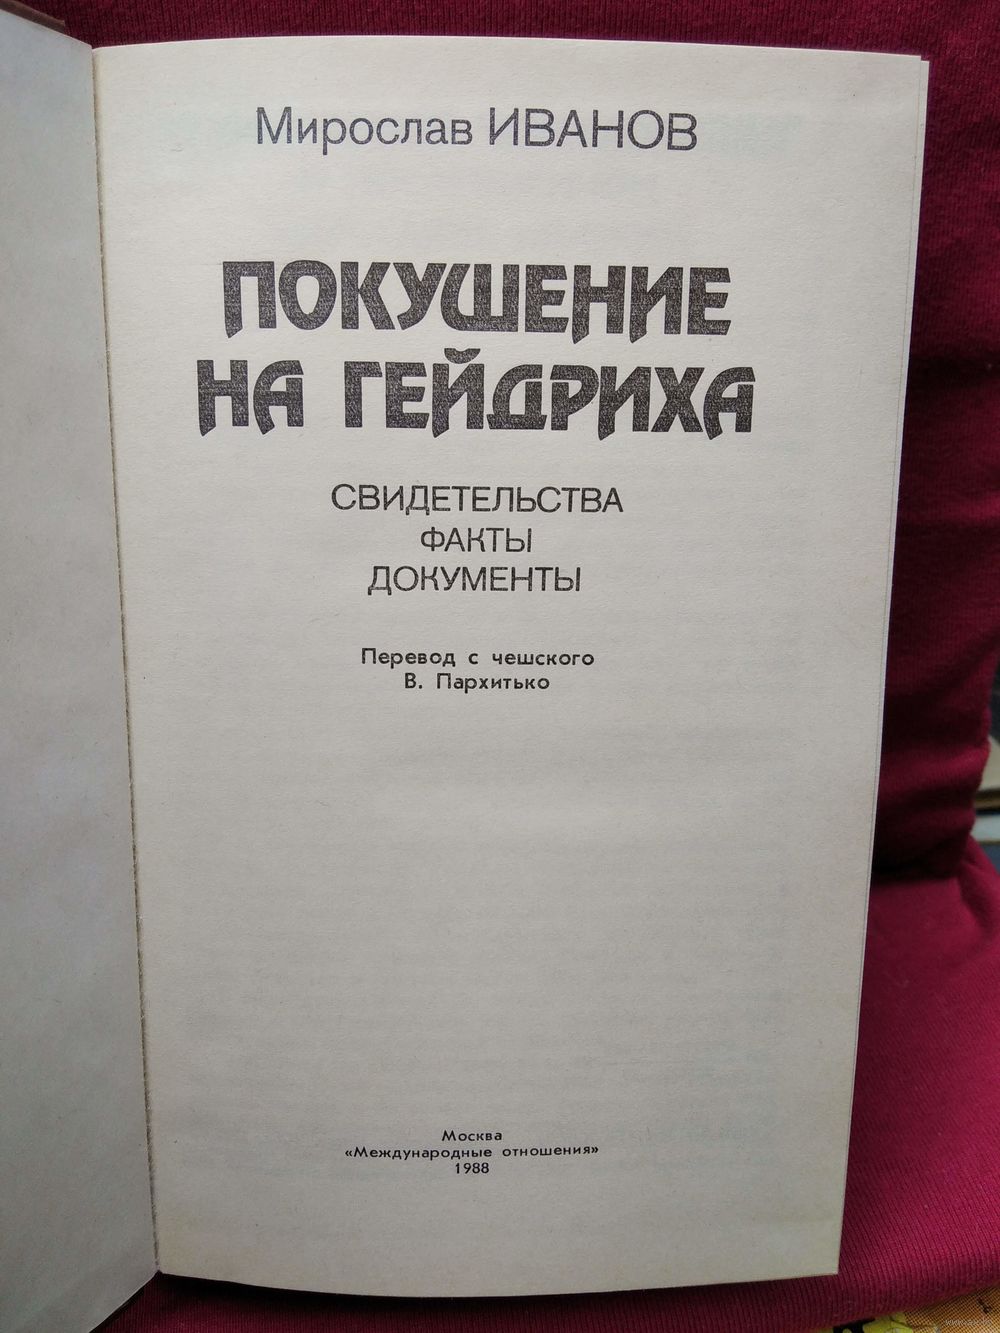 Мирослав ИВАНОВ
ПОКУШЕНИЕ
НА ГЕЙДРИХА
СВИДЕТЕЛЬСТВА
ФАКТЫ
ДОКУМЕНТЫ
Перевод с чешского
В. Пархитько
Москва
«Международные отношения»
1988